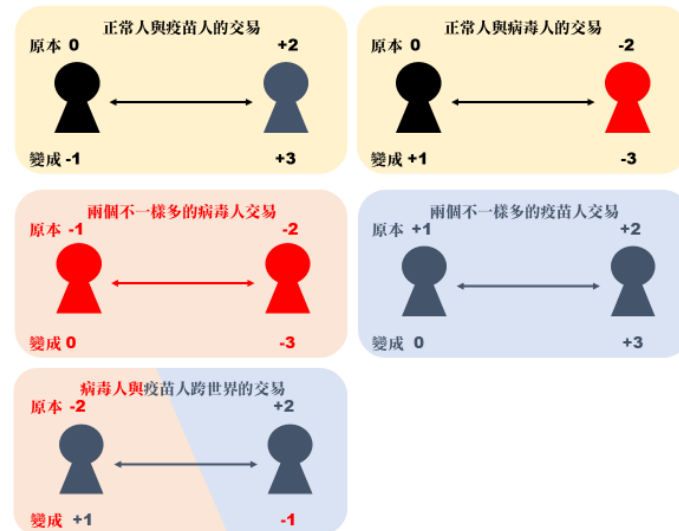 正常人與疫苗人的交易
原本 0 +2
變成 -1 +3
正常人與病毒人的交易
原本 0 -2
變成 +1 -3
兩個不一樣多的病毒人交易
原本 -1 -2
變成 0 -3
兩個不一樣多的疫苗人交易
原本 +1 +2
變成 0 +3
病毒人與疫苗人跨世界的交易
原本 -2 +2
變成 +1 -1